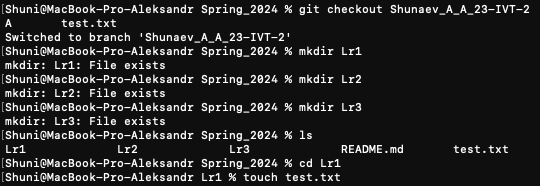 [Shuni@MacBook-Pro-Aleksandr Spring_2024 % git checkout Shunaev_A_A_23-IVT-2
A test.txt
Switched to branch 'Shunaev_A_A_23-IVT-2'
[Shuni@MacBook-Pro-Aleksandr Spring_2024 % mkdir Lr1
mkdir: Lr1: File exists
[Shuni@MacBook-Pro-Aleksandr Spring_2024 % mkdir Lr2
mkdir: Lr2: File exists
[Shuni@MacBook-Pro-Aleksandr Spring_2024 % mkdir Lr3
mkdir: Lr3: File exists
[Shuni@MacBook-Pro-Aleksandr Spring_2024 % ls
Lr1 Lr2 Lr3 README.md test.txt
[Shuni@MacBook-Pro-Aleksandr Spring_2024 % cd Lr1
[Shuni@MacBook-Pro-Aleksandr Lr1 % touch test.txt